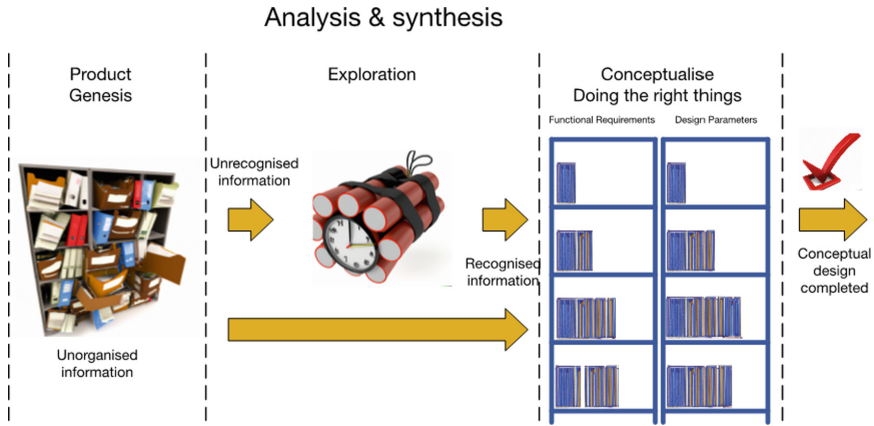 Analysis & synthesis
Product
Genesis
Exploration
Conceptualise
Doing the right things
Functional Requirements
Design Parameters
Unrecognised
information
Recognised
information
Conceptual
design
completed
Unorganised
information